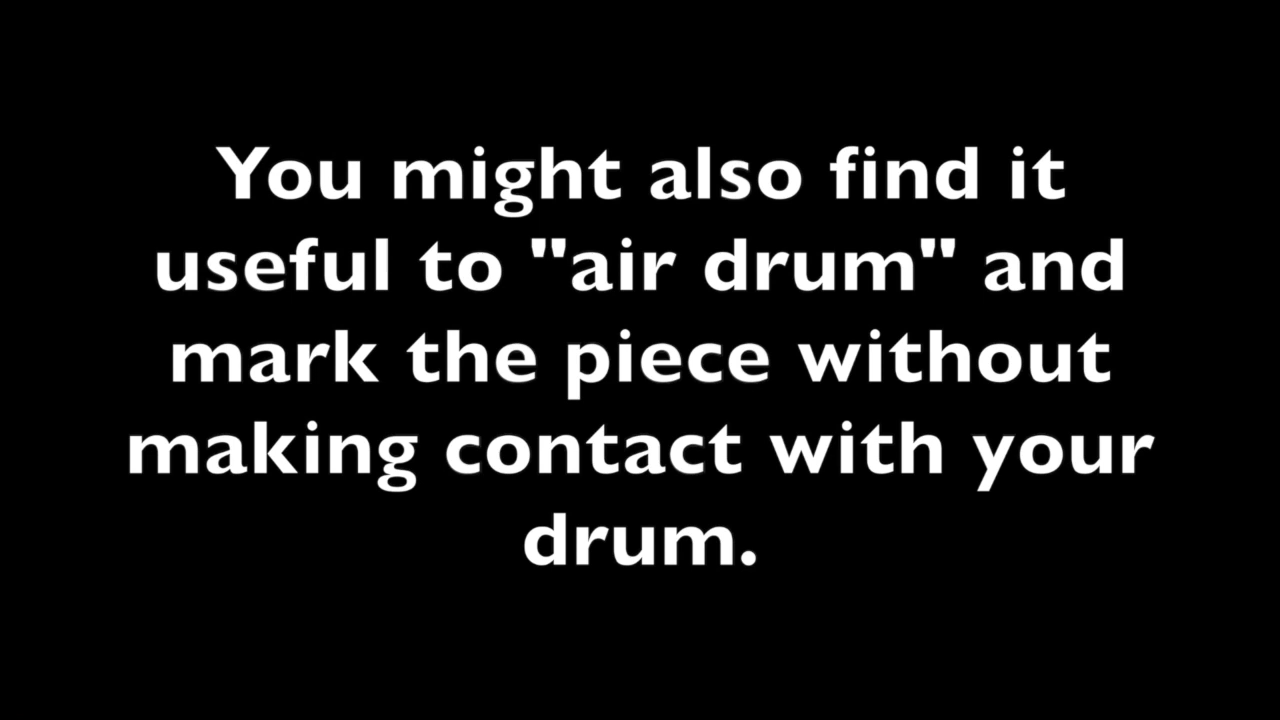 You might also find it
useful to "air drum" and
mark the piece without
making contact with your
drum.